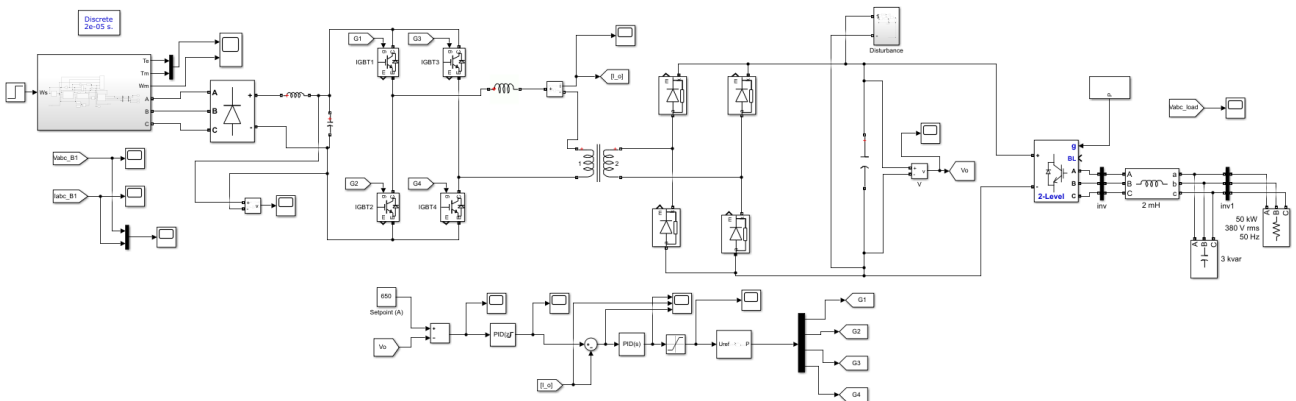 Discrete
2e-05 s.
Ws
Te
Tm
Wm
A
B
C
A
B
C
+
-
Vabc_B1
Iabc_B1
+
-
v
G1
G3
IGBT1
IGBT3
G2
G4
IGBT2
IGBT4
g
C
E
[I_o]
1
2
Disturbance
+
-
v
V
Vo
g
BL
+
-
A
B
C
2-Level
inv
A
B
C
a
b
c
2 mH
inv1
Vabc_load
A
B
C
50 kW
380 V rms
50 Hz
A
B
C
3 kvar
650
Setpoint (A)
Vo
+
-
PID(z)
PID(s)
[I_o]
Uref
P
G1
G2
G3
G4